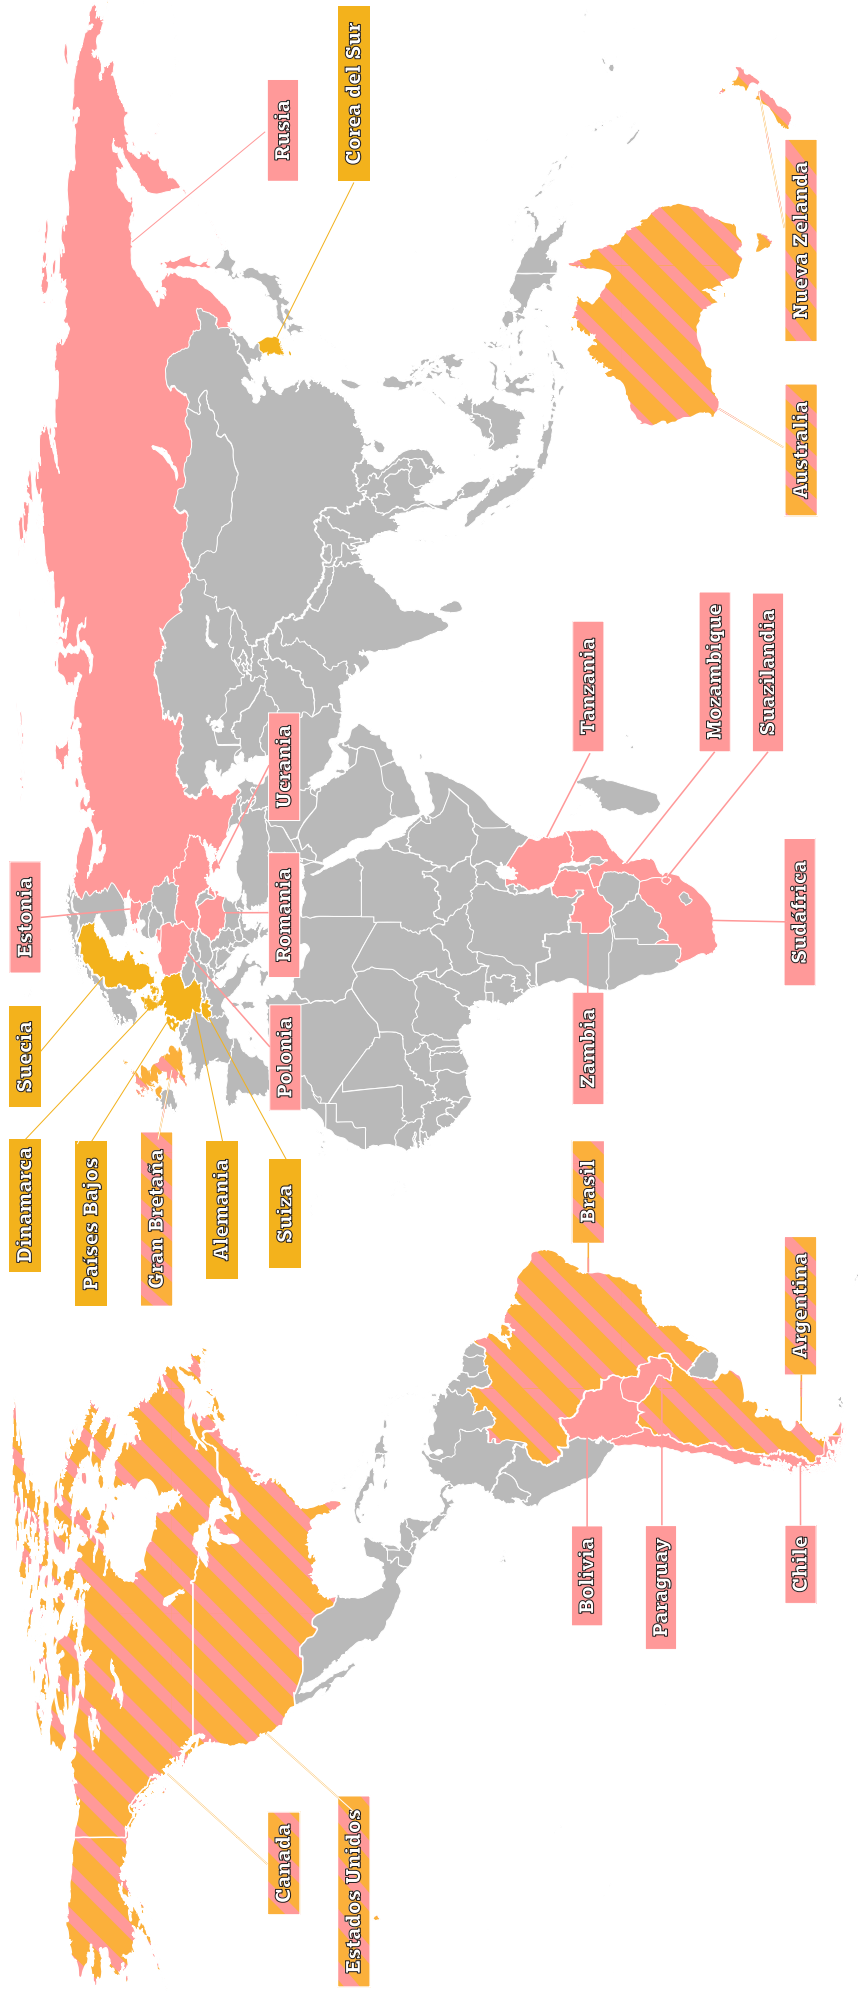 Canada
Estados Unidos
Bolivia
Paraguay
Chile
Brasil
Argentina
Dinamarca
Países Bajos
Gran Bretaña
Alemania
Suiza
Suecia
Estonia
Polonia
Romania
Ucrania
Zambia
Sudáfrica
Tanzania
Mozambique
Suazilandia
Rusia
Corea del Sur
Australia
Nueva Zelanda